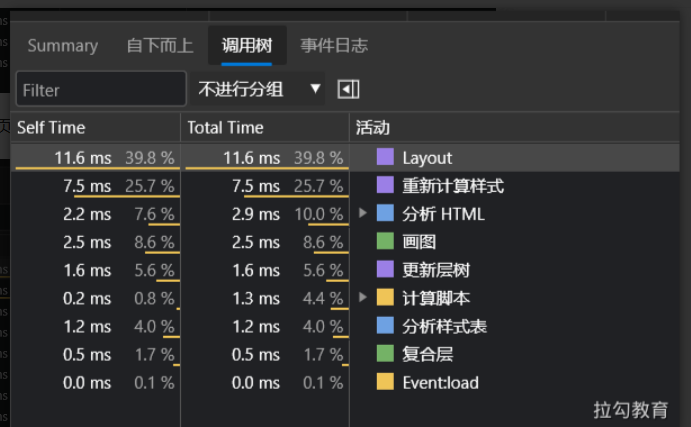 Summary 自下而上 调用树 事件日志
Filter 不进行分组
Self Time Total Time 活动
11.6 ms 39.8 % 11.6 ms 39.8 % Layout
7.5 ms 25.7 % 7.5 ms 25.7 % 重新计算样式
2.2 ms 7.6 % 2.9 ms 10.0 % 分析 HTML
2.5 ms 8.6 % 2.5 ms 8.6 % 画图
1.6 ms 5.6 % 1.6 ms 5.6 % 更新层树
0.2 ms 0.8 % 1.3 ms 4.4 % 计算脚本
1.2 ms 4.0 % 1.2 ms 4.0 % 分析样式表
0.5 ms 1.7 % 0.5 ms 1.7 % 复合层
0.0 ms 0.1 % 0.0 ms 0.1 % Event:load
拉勾教育